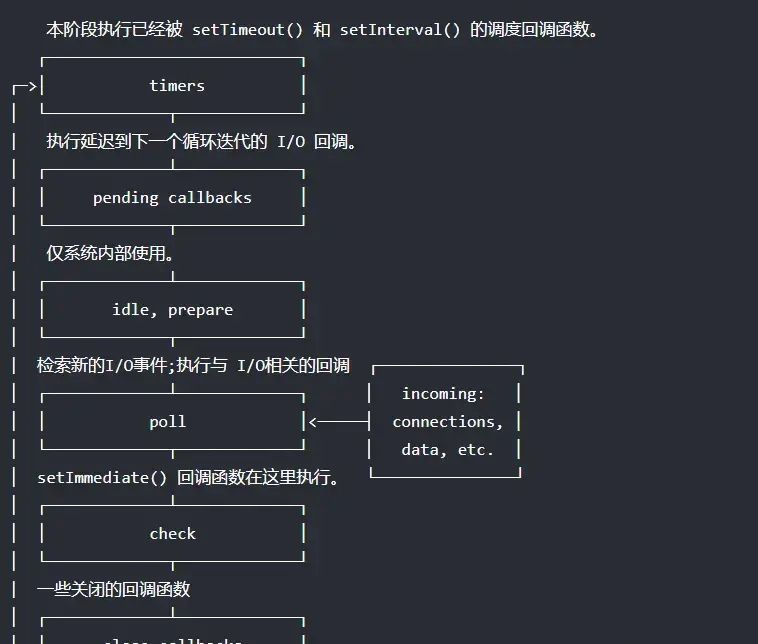 本阶段执行已经被 setTimeout() 和 setInterval() 的调度回调函数。
timers
执行延迟到下一个循环迭代的 I/O 回调。
pending callbacks
仅系统内部使用。
idle, prepare
检索新的I/O事件;执行与 I/O相关的回调
incoming:
poll
connections,
data, etc.
setImmediate() 回调函数在这里执行。
check
一些关闭的回调函数
close callbacks